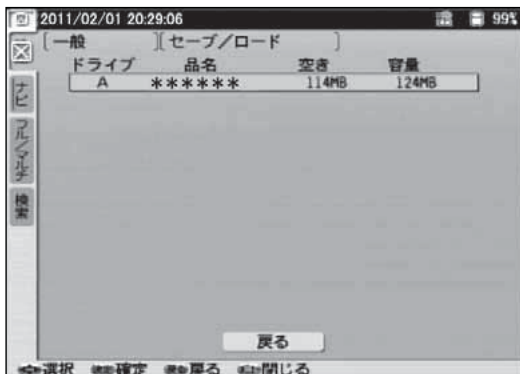 2011/02/01 20:29:06 99%
[一般 ][セーブ／ロード ]
ドライブ 品名 空き 容量
A ****** 114MB 124MB
ナビ
フル／マルチ
検索
戻る
選択 確定 戻る 閉じる